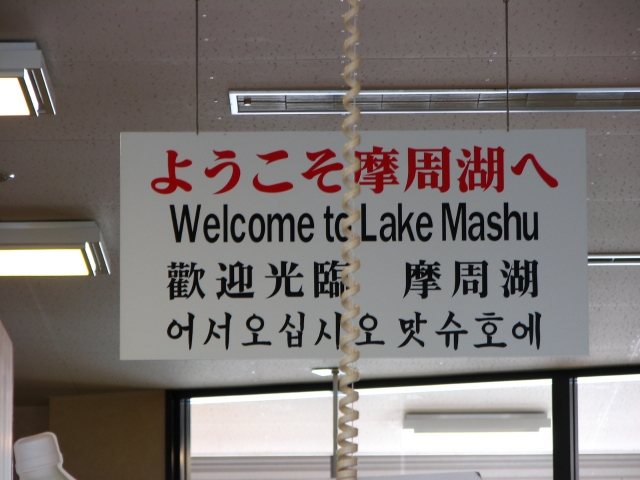 ようこそ摩周湖へ
Welcome to Lake Mashu
歡迎光臨 摩周湖
어서오십시오 맛슈호에